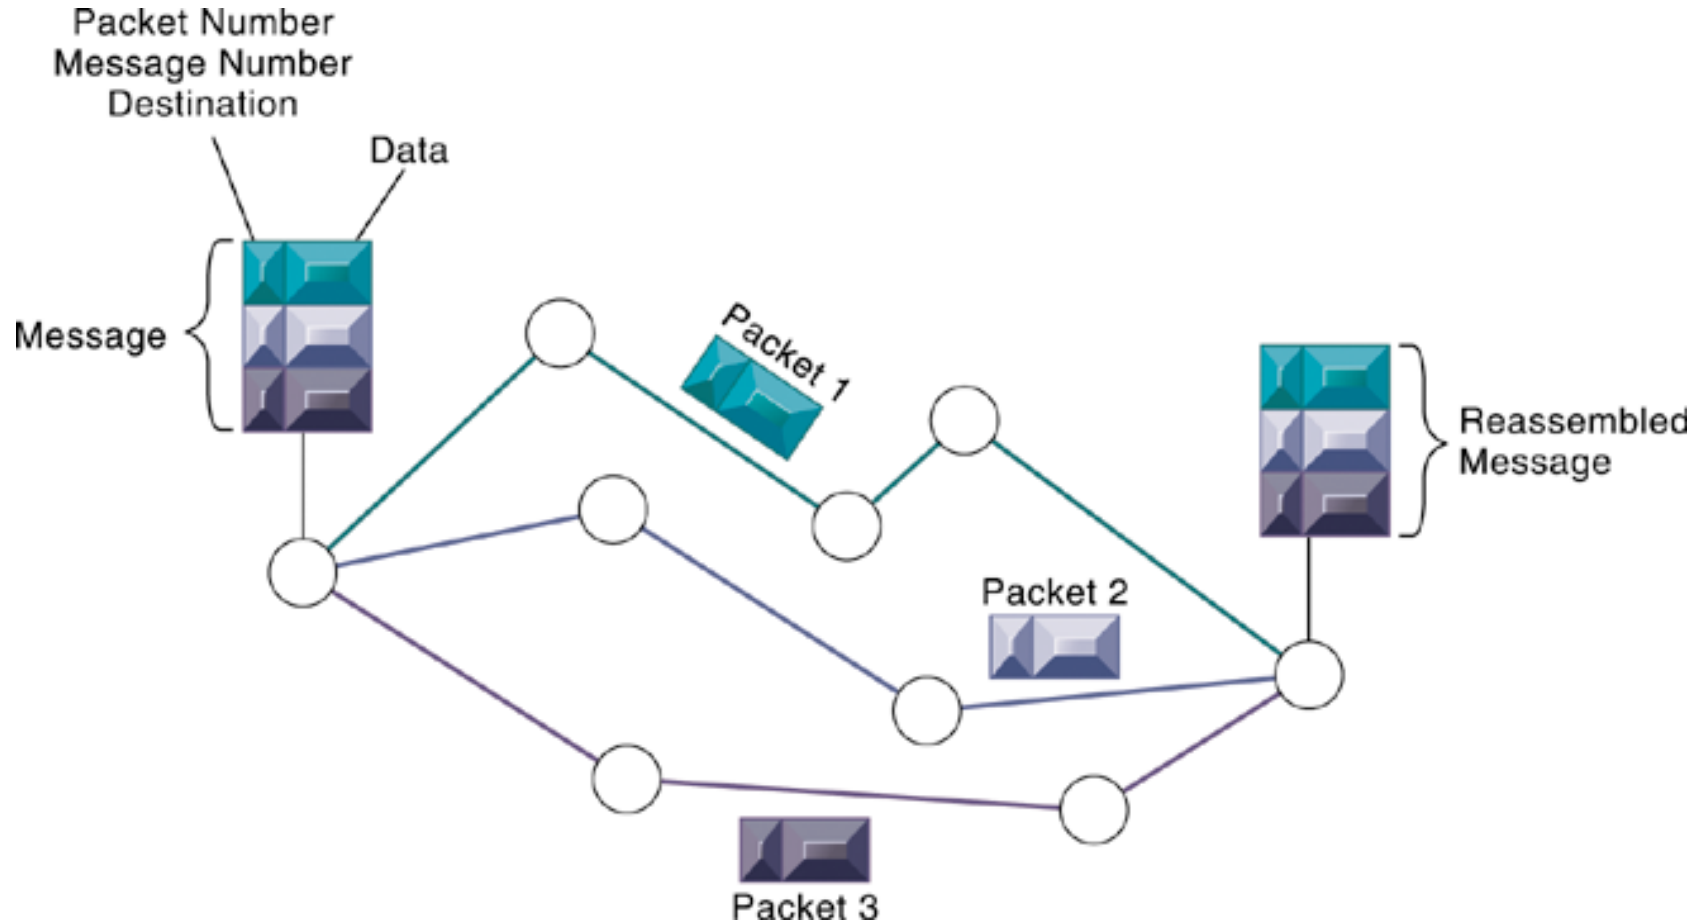 Packet Number
Message Number
Destination
Data
Message
Packet 1
Reassembled
Message
Packet 2
Packet 3